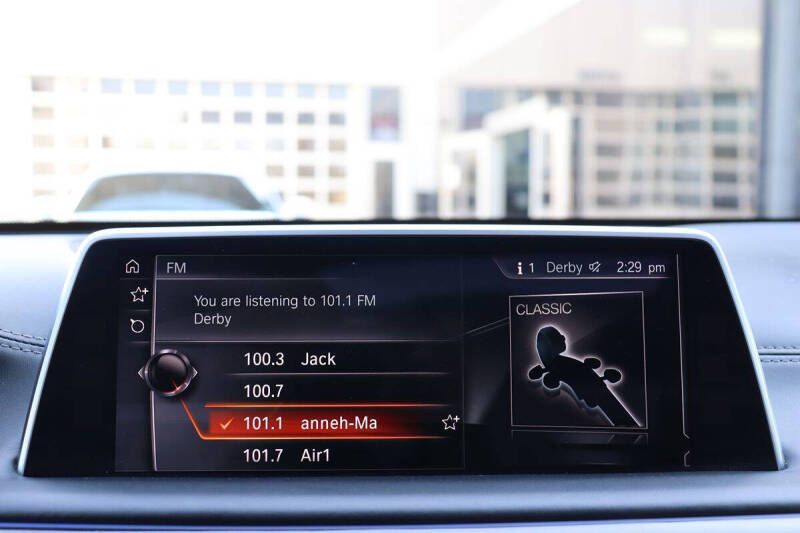 FM
i 1 Derby 2:29 pm
You are listening to 101.1 FM
Derby
CLASSIC
100.3 Jack
100.7
101.1 anneh-Ma
101.7 Air1